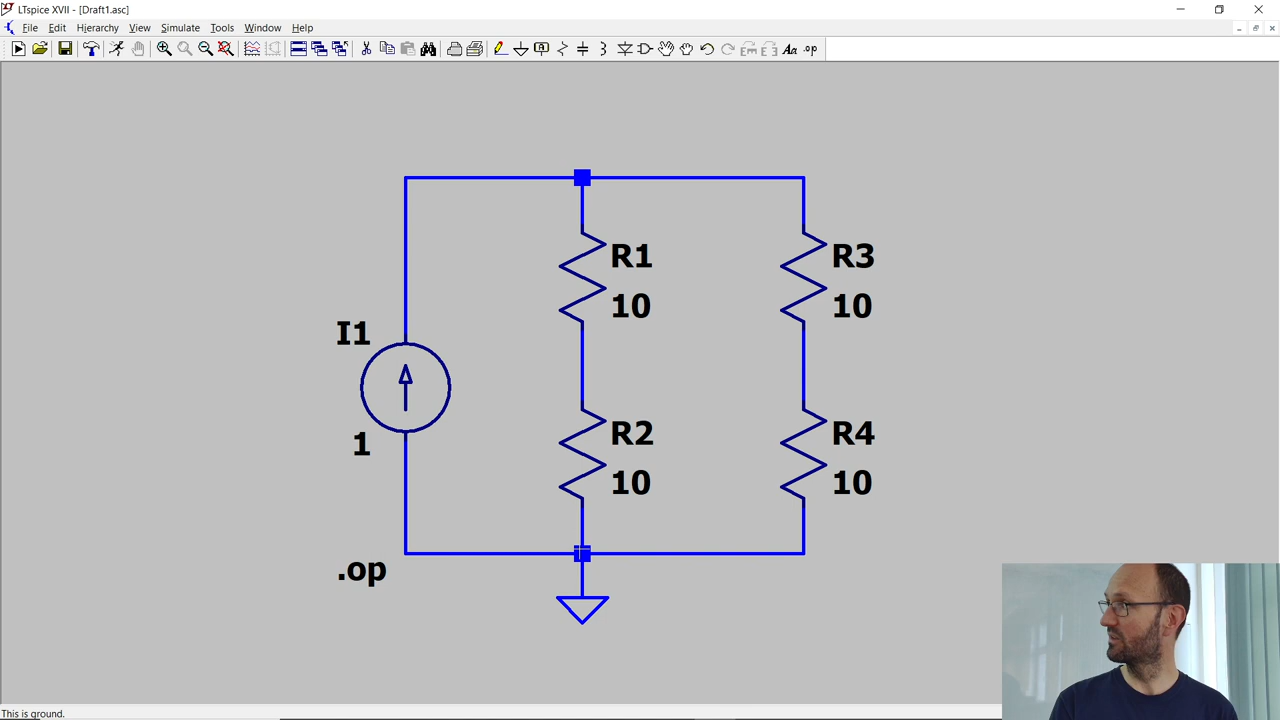 LTspice XVII - [Draft1.asc]
File Edit Hierarchy View Simulate Tools Window Help
Aa .op
R1
10
R3
10
I1
1
R2
10
R4
10
.op
This is ground.